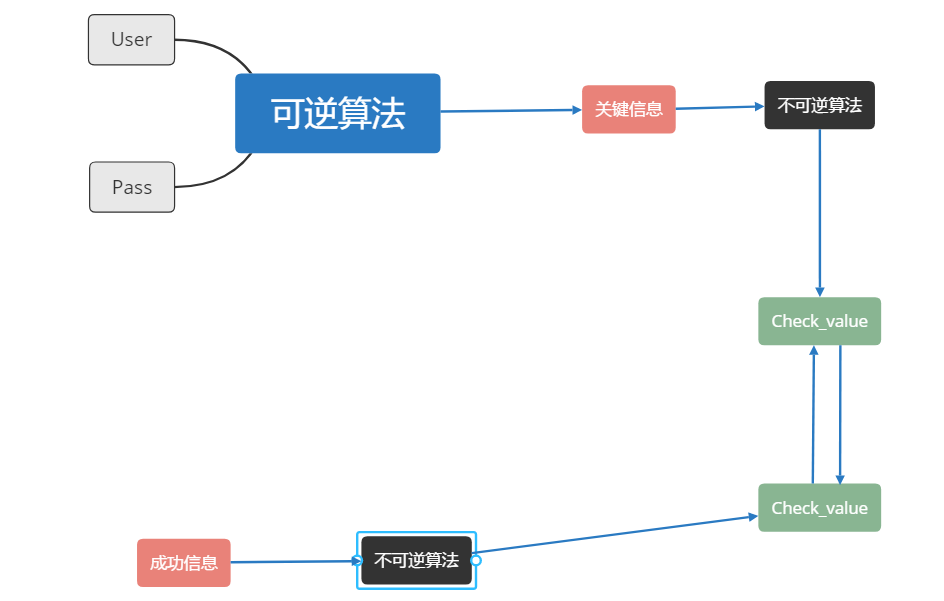 User
可逆算法
关键信息
不可逆算法
Pass
Check_value
Check_value
成功信息
不可逆算法